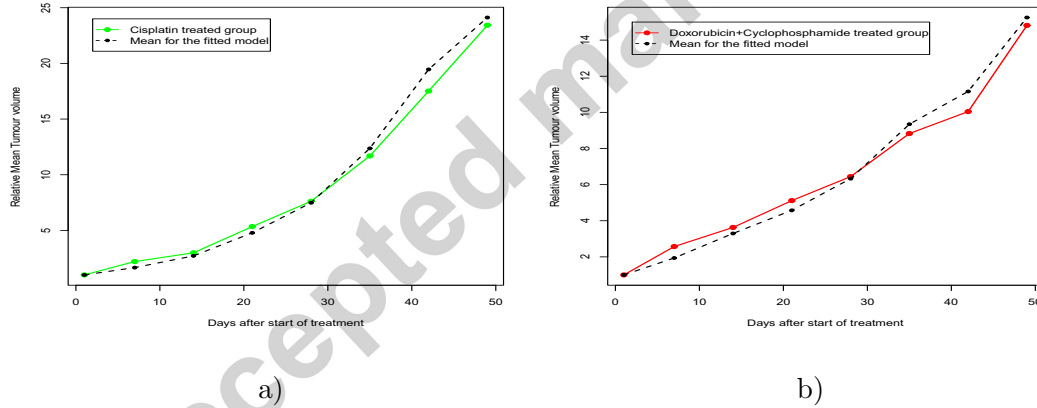 Cisplatin treated group
Mean for the fitted model
Relative Mean Tumour volume
5
10
15
20
25
0
10
20
30
40
50
Days after start of treatment
a)
Doxorubicin+Cyclophosphamide treated group
Mean for the fitted model
Relative Mean Tumour volume
2
4
6
8
10
12
14
0
10
20
30
40
50
Days after start of treatment
b)